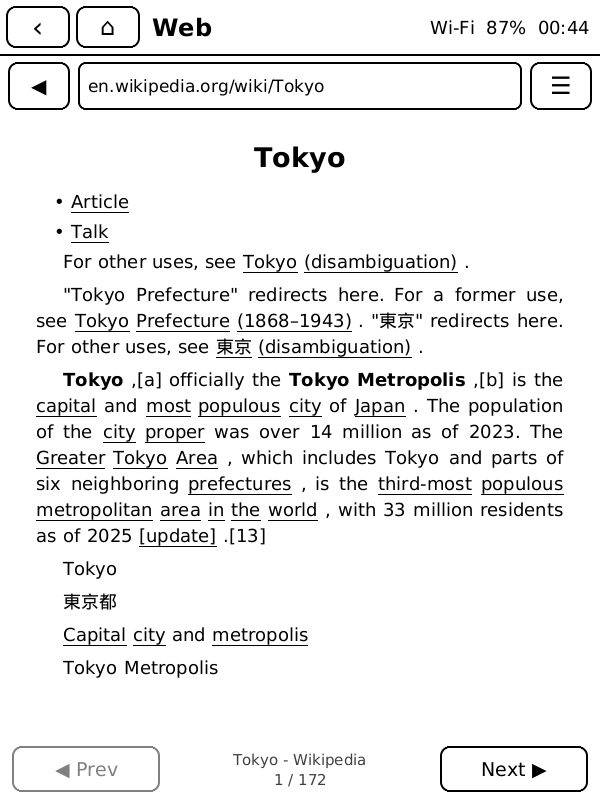 ‹ ⌂ Web Wi-Fi 87% 00:44
◀ en.wikipedia.org/wiki/Tokyo ☰
Tokyo
• Article
• Talk
For other uses, see Tokyo (disambiguation) .
"Tokyo Prefecture" redirects here. For a former use,
see Tokyo Prefecture (1868–1943) . "東京" redirects here.
For other uses, see 東京 (disambiguation) .
Tokyo ,[a] officially the Tokyo Metropolis ,[b] is the
capital and most populous city of Japan . The population
of the city proper was over 14 million as of 2023. The
Greater Tokyo Area , which includes Tokyo and parts of
six neighboring prefectures , is the third-most populous
metropolitan area in the world , with 33 million residents
as of 2025 [update] .[13]
Tokyo
東京都
Capital city and metropolis
Tokyo Metropolis
◀ Prev
Tokyo - Wikipedia
1 / 172
Next ▶